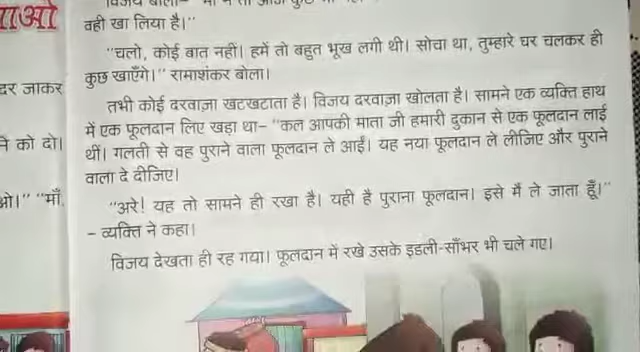 वही खा लिया है।"
"चलो, कोई बात नहीं। हमें तो बहुत भूख लगी थी। सोचा था, तुम्हारे घर चलकर ही
कुछ खाएँगे।" रामाशंकर बोला।
तभी कोई दरवाज़ा खटखटाता है। विजय दरवाज़ा खोलता है। सामने एक व्यक्ति हाथ
में एक फूलदान लिए खड़ा था– "कल आपकी माता जी हमारी दुकान से एक फूलदान लाई
थीं। गलती से वह पुराने वाला फूलदान ले आईं। यह नया फूलदान ले लीजिए और पुराने
वाला दे दीजिए।
"अरे! यह तो सामने ही रखा है। यही है पुराना फूलदान। इसे मैं ले जाता हूँ।"
– व्यक्ति ने कहा।
विजय देखता ही रह गया। फूलदान में रखे उसके इडली-साँभर भी चले गए।
दर जाकर
ने को दो।
ओ।" "माँ,